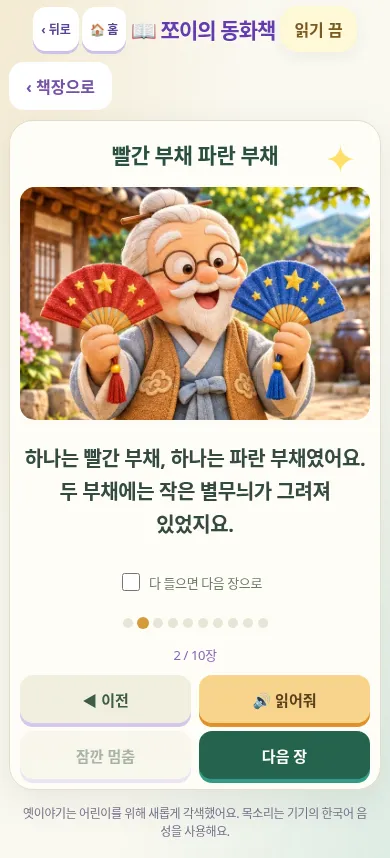 ‹ 뒤로
🏠 홈
📖 쪼이의 동화책
읽기 끔
‹ 책장으로
빨간 부채 파란 부채
하나는 빨간 부채, 하나는 파란 부채였어요.
두 부채에는 작은 별무늬가 그려져
있었지요.
다 들으면 다음 장으로
2 / 10장
◀ 이전
🔊 읽어줘
잠깐 멈춤
다음 장
옛이야기는 어린이를 위해 새롭게 각색했어요. 목소리는 기기의 한국어 음
성을 사용해요.